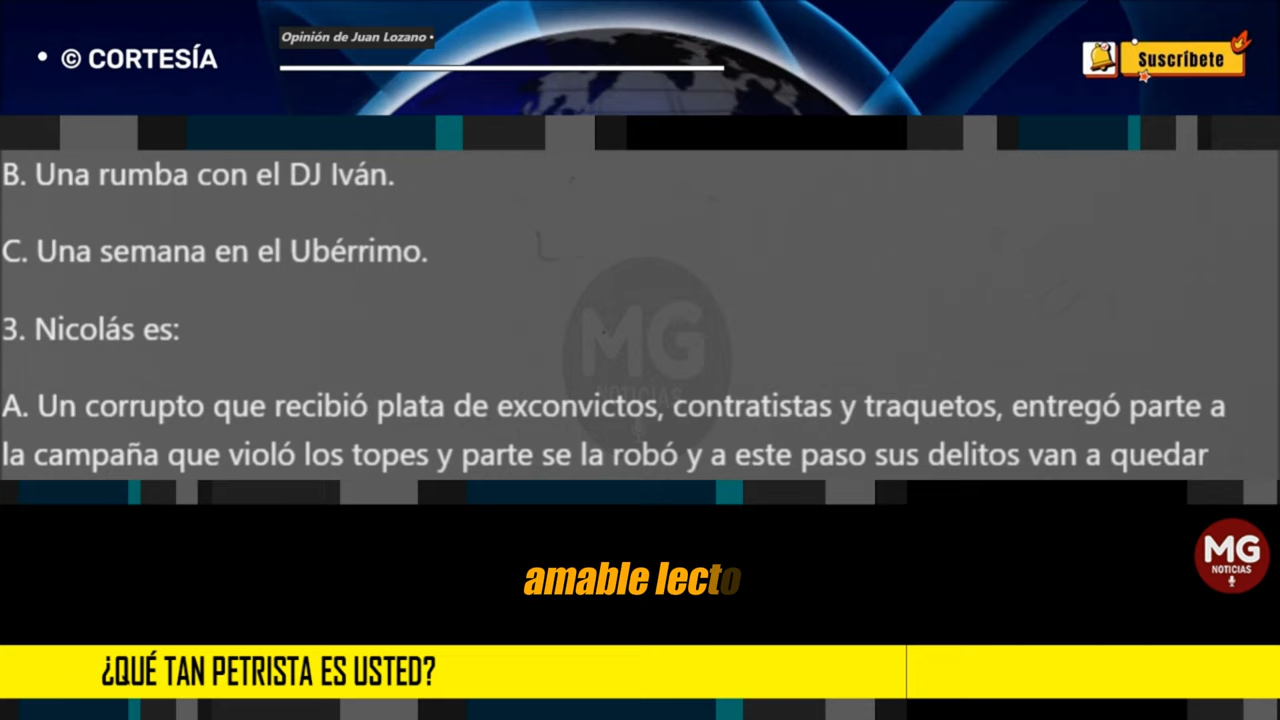 • © CORTESÍA
Opinión de Juan Lozano •
Suscríbete
B. Una rumba con el DJ Iván.
C. Una semana en el Ubérrimo.
3. Nicolás es:
MG
NOTICIAS
A. Un corrupto que recibió plata de exconvictos, contratistas y traquetos, entregó parte a
la campaña que violó los topes y parte se la robó y a este paso sus delitos van a quedar
MG
NOTICIAS
amable lecto
¿QUÉ TAN PETRISTA ES USTED?